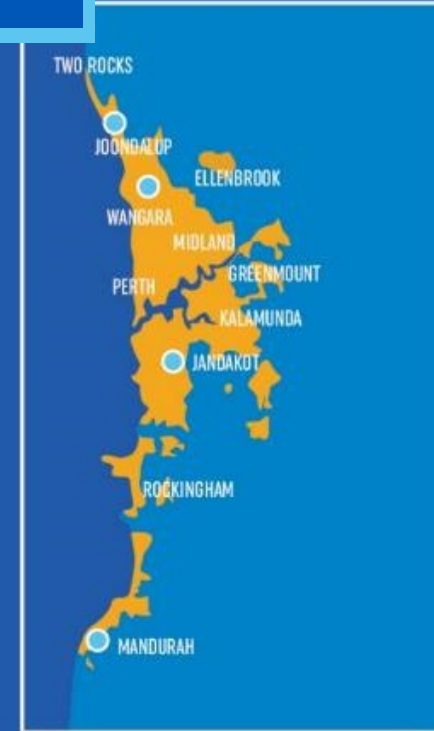 TWO ROCKS
JOONDALUP
ELLENBROOK
WANGARA
MIDLAND
GREENMOUNT
PERTH
KALAMUNDA
JANDAKOT
ROCKINGHAM
MANDURAH